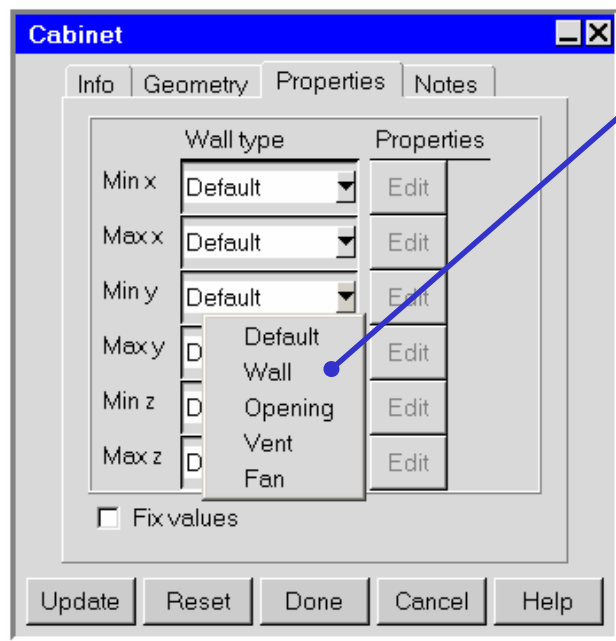 Cabinet
Info Geometry Properties Notes
Wall type Properties
Min x Default Edit
Max x Default Edit
Min y Default Edit
Max y D Edit
Min z D Edit
Max z D Edit
Default
Wall
Opening
Vent
Fan
Fix values
Update Reset Done Cancel Help